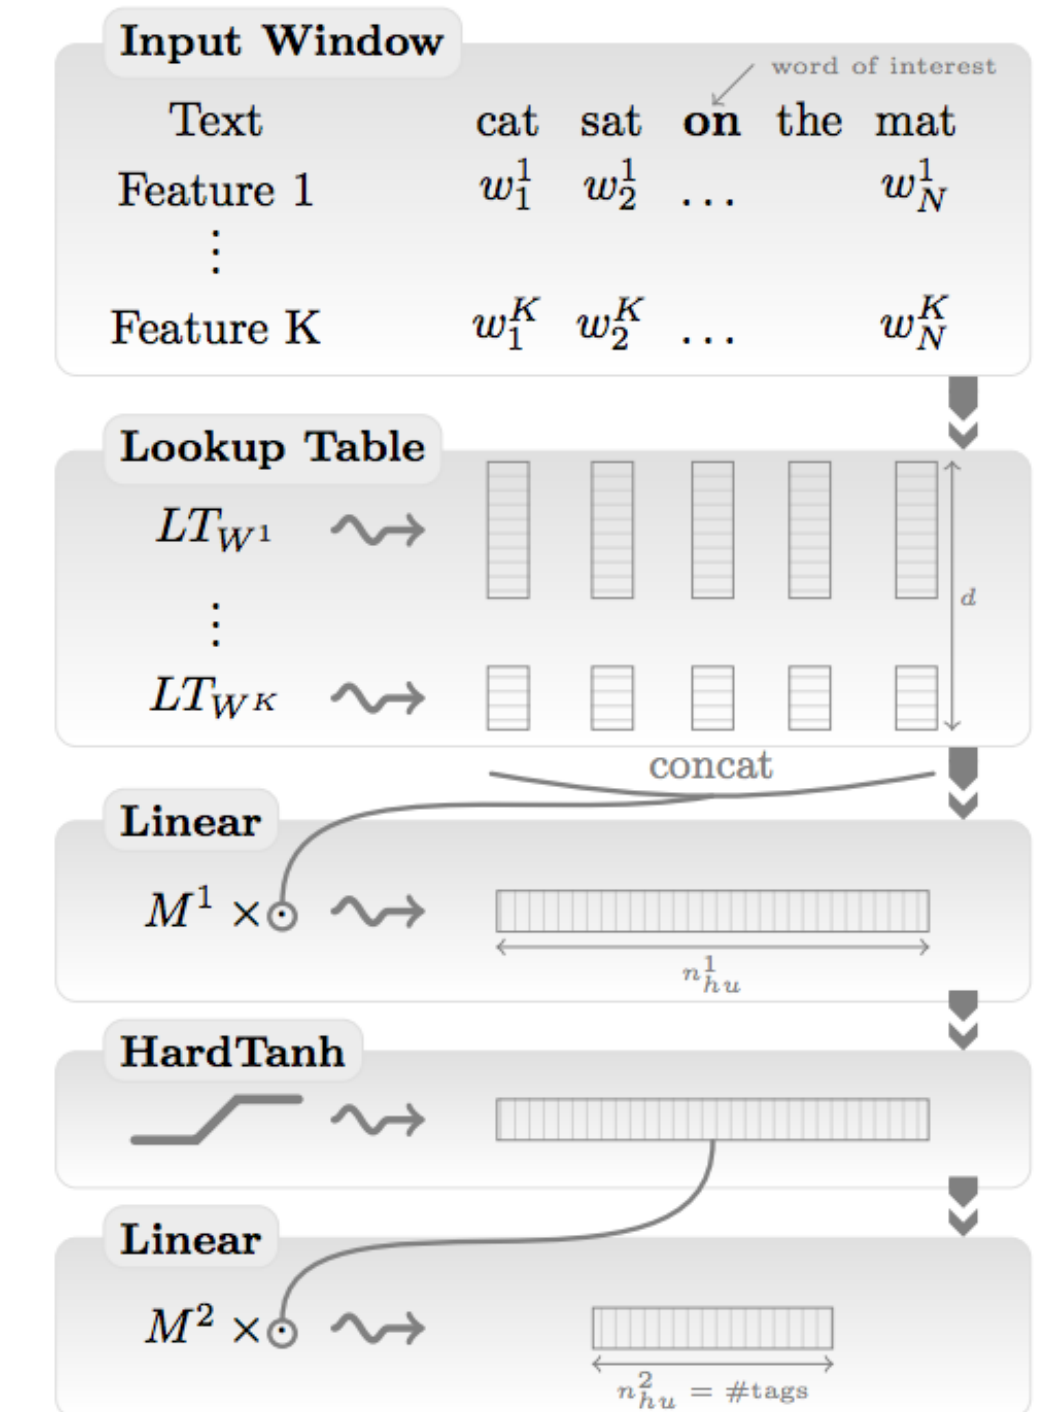 Input Window
word of interest
Text cat sat on the mat
Feature 1 w_1^1 w_2^1 ... w_N^1
⋮
Feature K w_1^K w_2^K ... w_N^K
Lookup Table
LT_{W^1}
d
⋮
LT_{W^K}
concat
Linear
M^1 × ⊙
n_{hu}^1
HardTanh
Linear
M^2 × ⊙
n_{hu}^2 = #tags